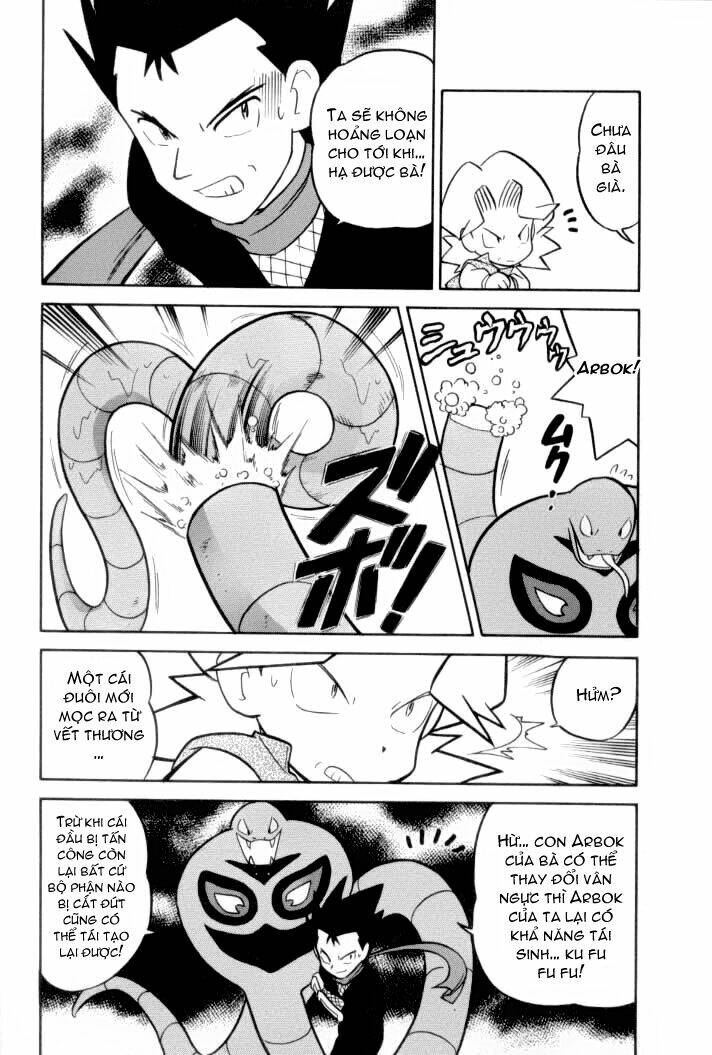 CHƯA
ĐÂU
BÀ
GIÀ.
TA SẼ KHÔNG
HOẢNG LOẠN
CHO TỚI KHI...
HẠ ĐƯỢC BÀ!
ARBOK!
ミュウウゥゥ
ムク!
ズボッ!
HỬM?
MỘT CÁI
ĐUÔI MỚI
MỌC RA TỪ
VẾT THƯƠNG
...
HỪ... CON ARBOK
CỦA BÀ CÓ THỂ
THAY ĐỔI VÂN
NGỰC THÌ ARBOK
CỦA TA LẠI CÓ
KHẢ NĂNG TÁI
SINH... KU FU
FU FU!
TRỪ KHI CÁI
ĐẦU BỊ TẤN
CÔNG CÒN
LẠI BẤT CỨ
BỘ PHẬN NÀO
BỊ CẮT ĐỨT
CŨNG CÓ
THỂ TÁI TẠO
LẠI ĐƯỢC!